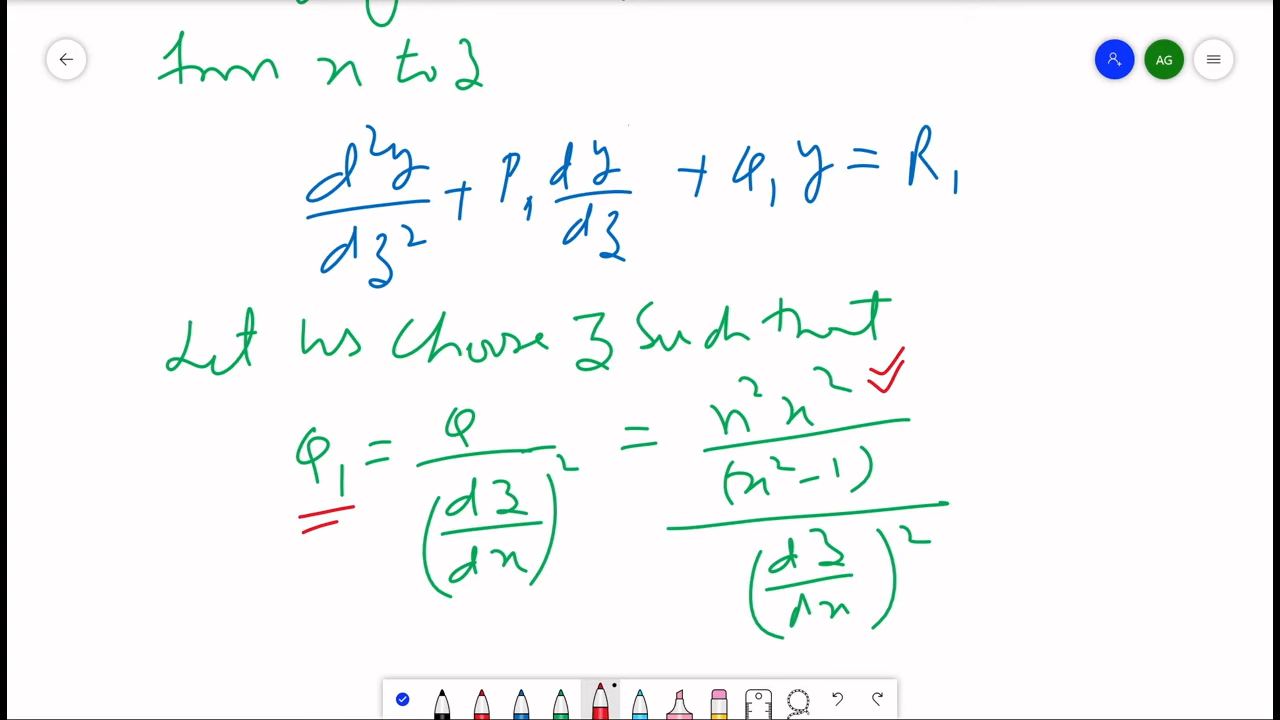 from x to z
AG
d²y/dz² + P₁ dy/dz + Q₁ y = R₁
Let us choose z such that
Q₁ = Q/(dz/dx)² = (n²x²/(x²-1))/(dz/dx)²